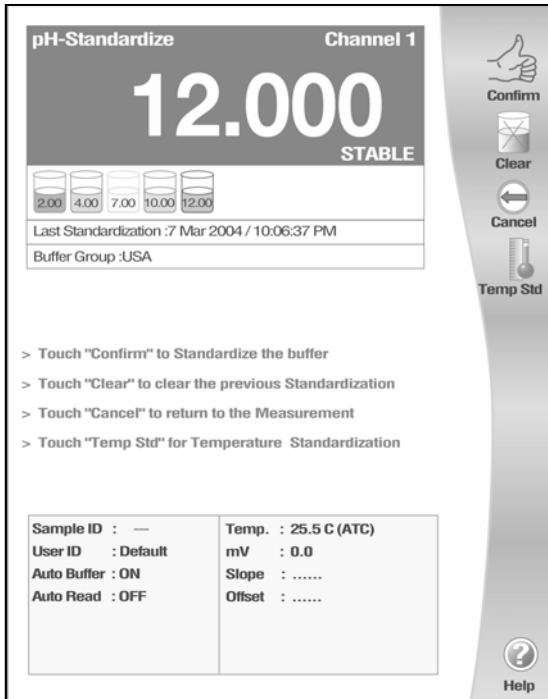 pH-Standardize Channel 1
12.000
STABLE
2.00 4.00 7.00 10.00 12.00
Last Standardization :7 Mar 2004 / 10:06:37 PM
Buffer Group :USA
Confirm
Clear
Cancel
Temp Std
> Touch "Confirm" to Standardize the buffer
> Touch "Clear" to clear the previous Standardization
> Touch "Cancel" to return to the Measurement
> Touch "Temp Std" for Temperature Standardization
Sample ID : ---
User ID : Default
Auto Buffer : ON
Auto Read : OFF
Temp. : 25.5 C (ATC)
mV : 0.0
Slope : ......
Offset : ......
?
Help